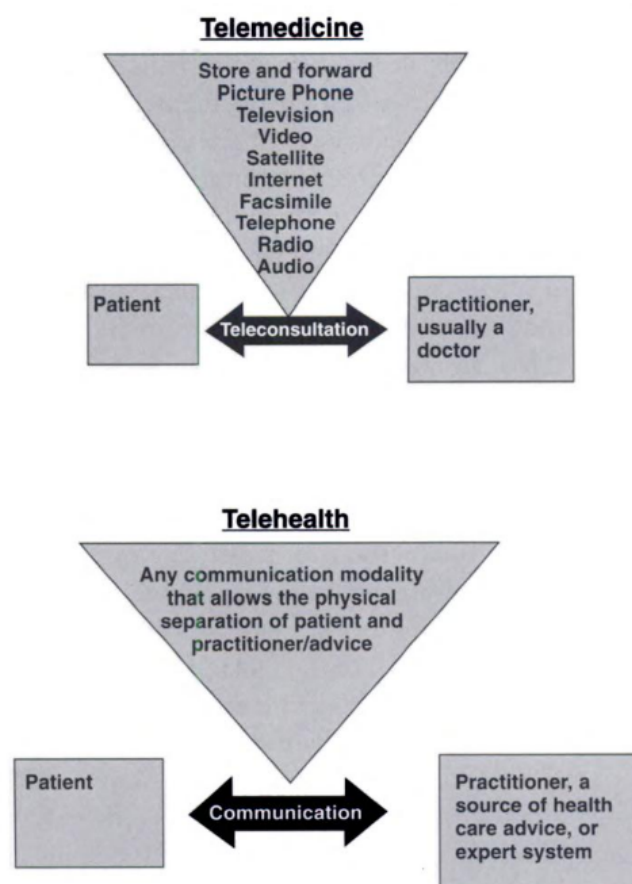 Telemedicine
Store and forward
Picture Phone
Television
Video
Satellite
Internet
Facsimile
Telephone
Radio
Audio
Patient
Teleconsultation
Practitioner,
usually a
doctor
Telehealth
Any communication modality
that allows the physical
separation of patient and
practitioner/advice
Patient
Communication
Practitioner, a
source of health
care advice, or
expert system